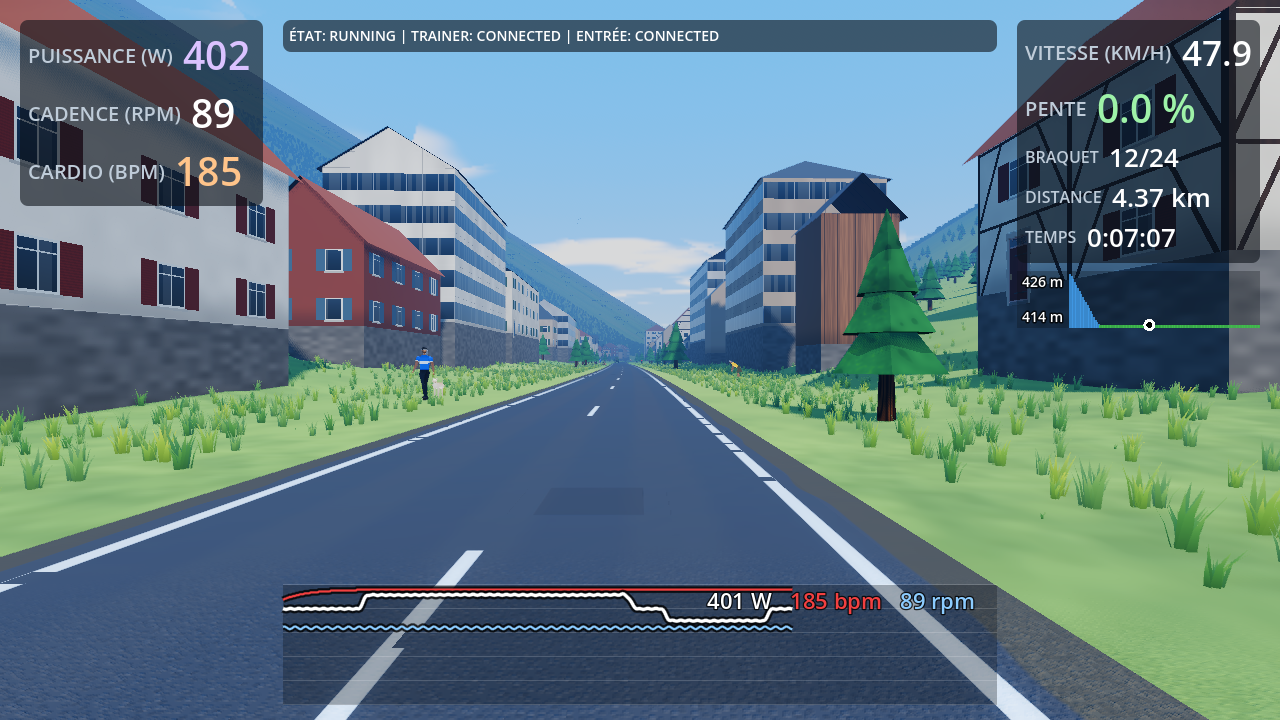 PUISSANCE (W) 402
CADENCE (RPM) 89
CARDIO (BPM) 185
ÉTAT: RUNNING | TRAINER: CONNECTED | ENTRÉE: CONNECTED
VITESSE (KM/H) 47.9
PENTE 0.0 %
BRAQUET 12/24
DISTANCE 4.37 km
TEMPS 0:07:07
426 m
414 m
401 W 185 bpm 89 rpm